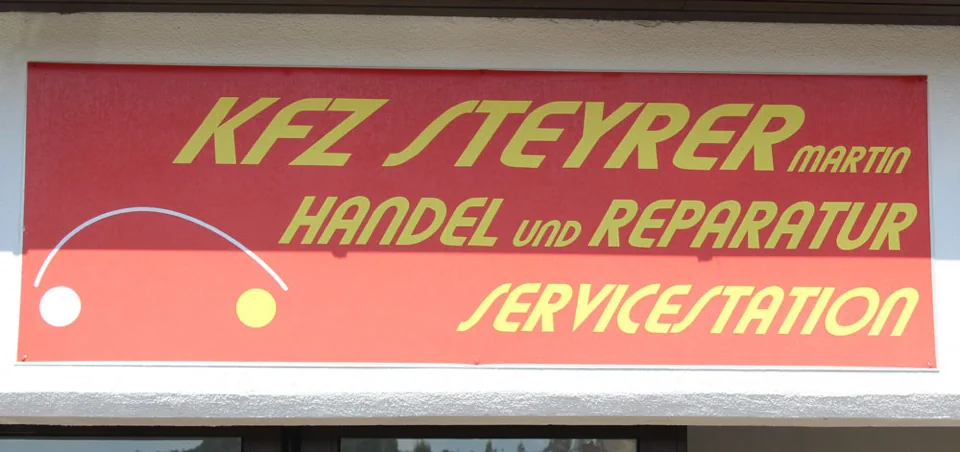 KFZ STEYRER MARTIN
HANDEL UND REPARATUR
SERVICESTATION